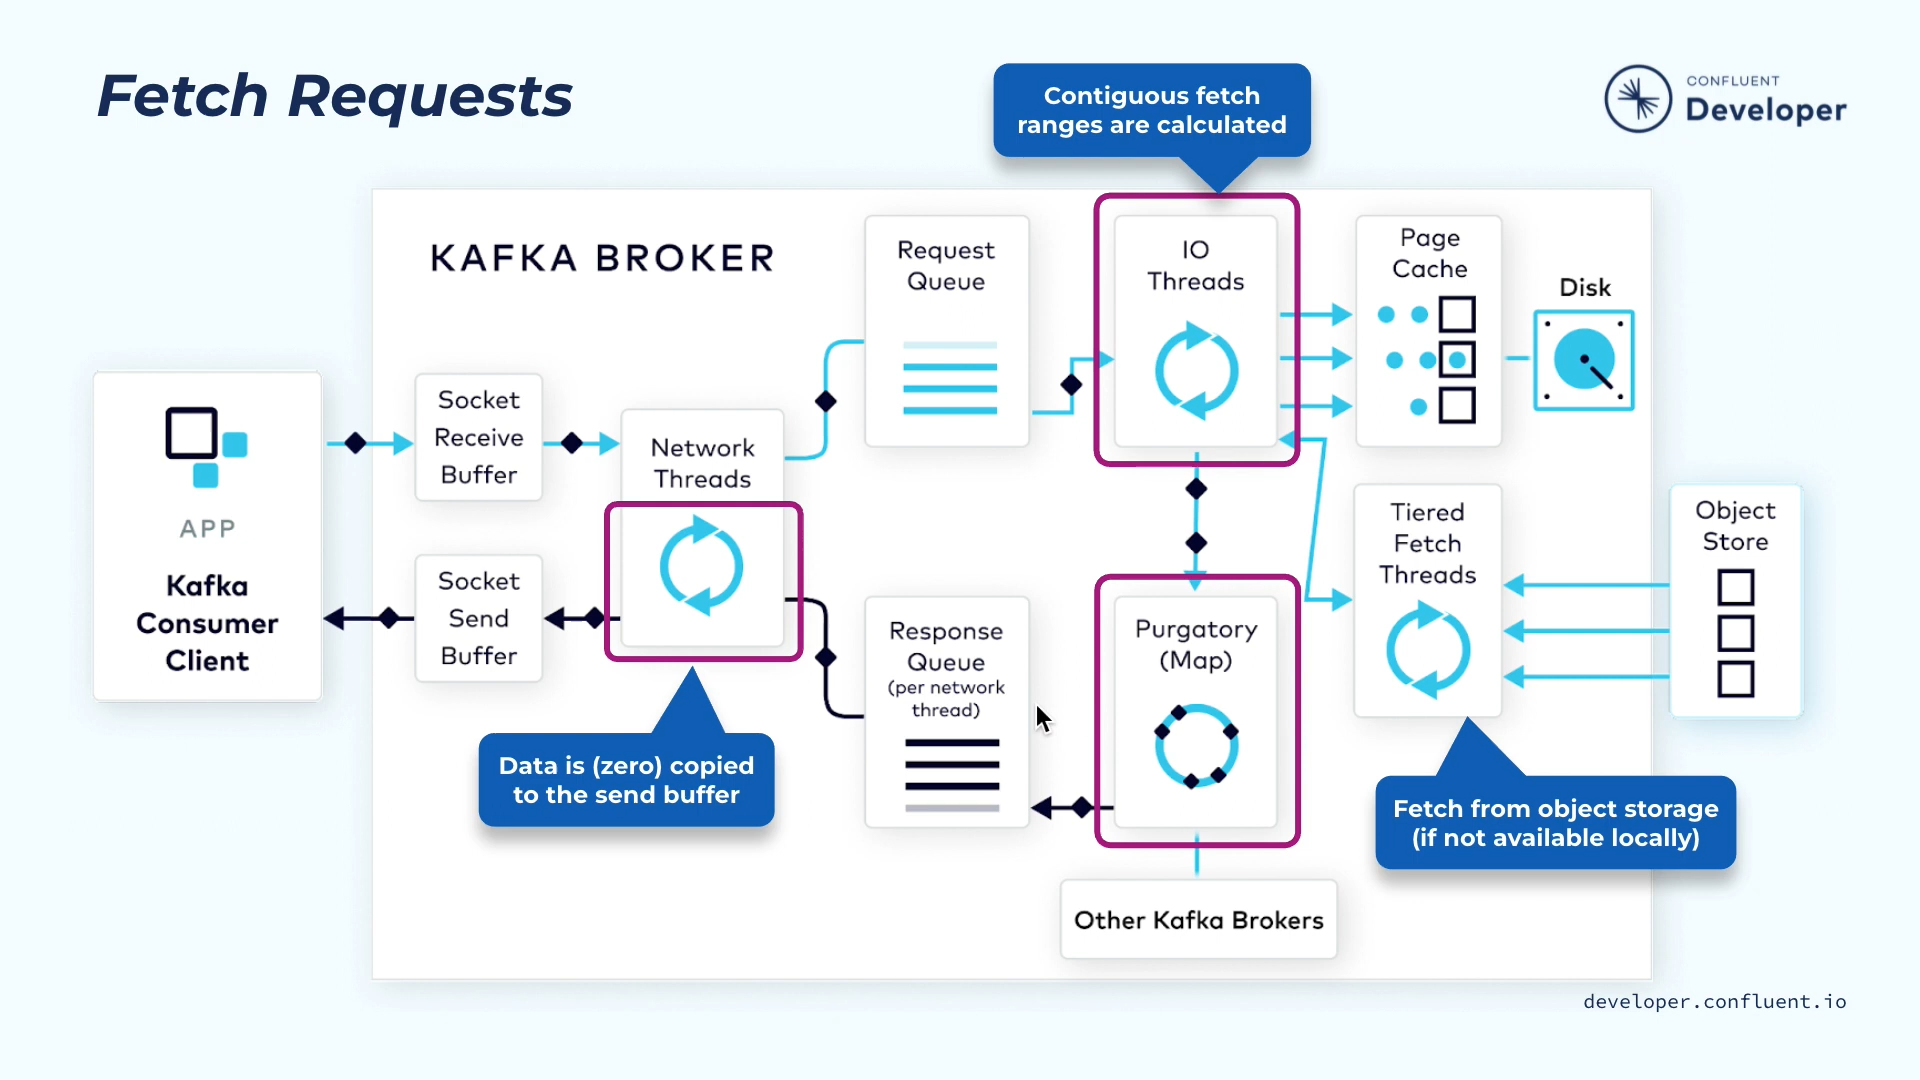 Fetch Requests
Contiguous fetch
ranges are calculated
CONFLUENT
Developer
KAFKA BROKER
Request
Queue
IO
Threads
Page
Cache
Disk
APP
Kafka
Consumer
Client
Socket
Receive
Buffer
Network
Threads
Socket
Send
Buffer
Response
Queue
(per network
thread)
Purgatory
(Map)
Tiered
Fetch
Threads
Object
Store
Data is (zero) copied
to the send buffer
Fetch from object storage
(if not available locally)
Other Kafka Brokers
developer.confluent.io